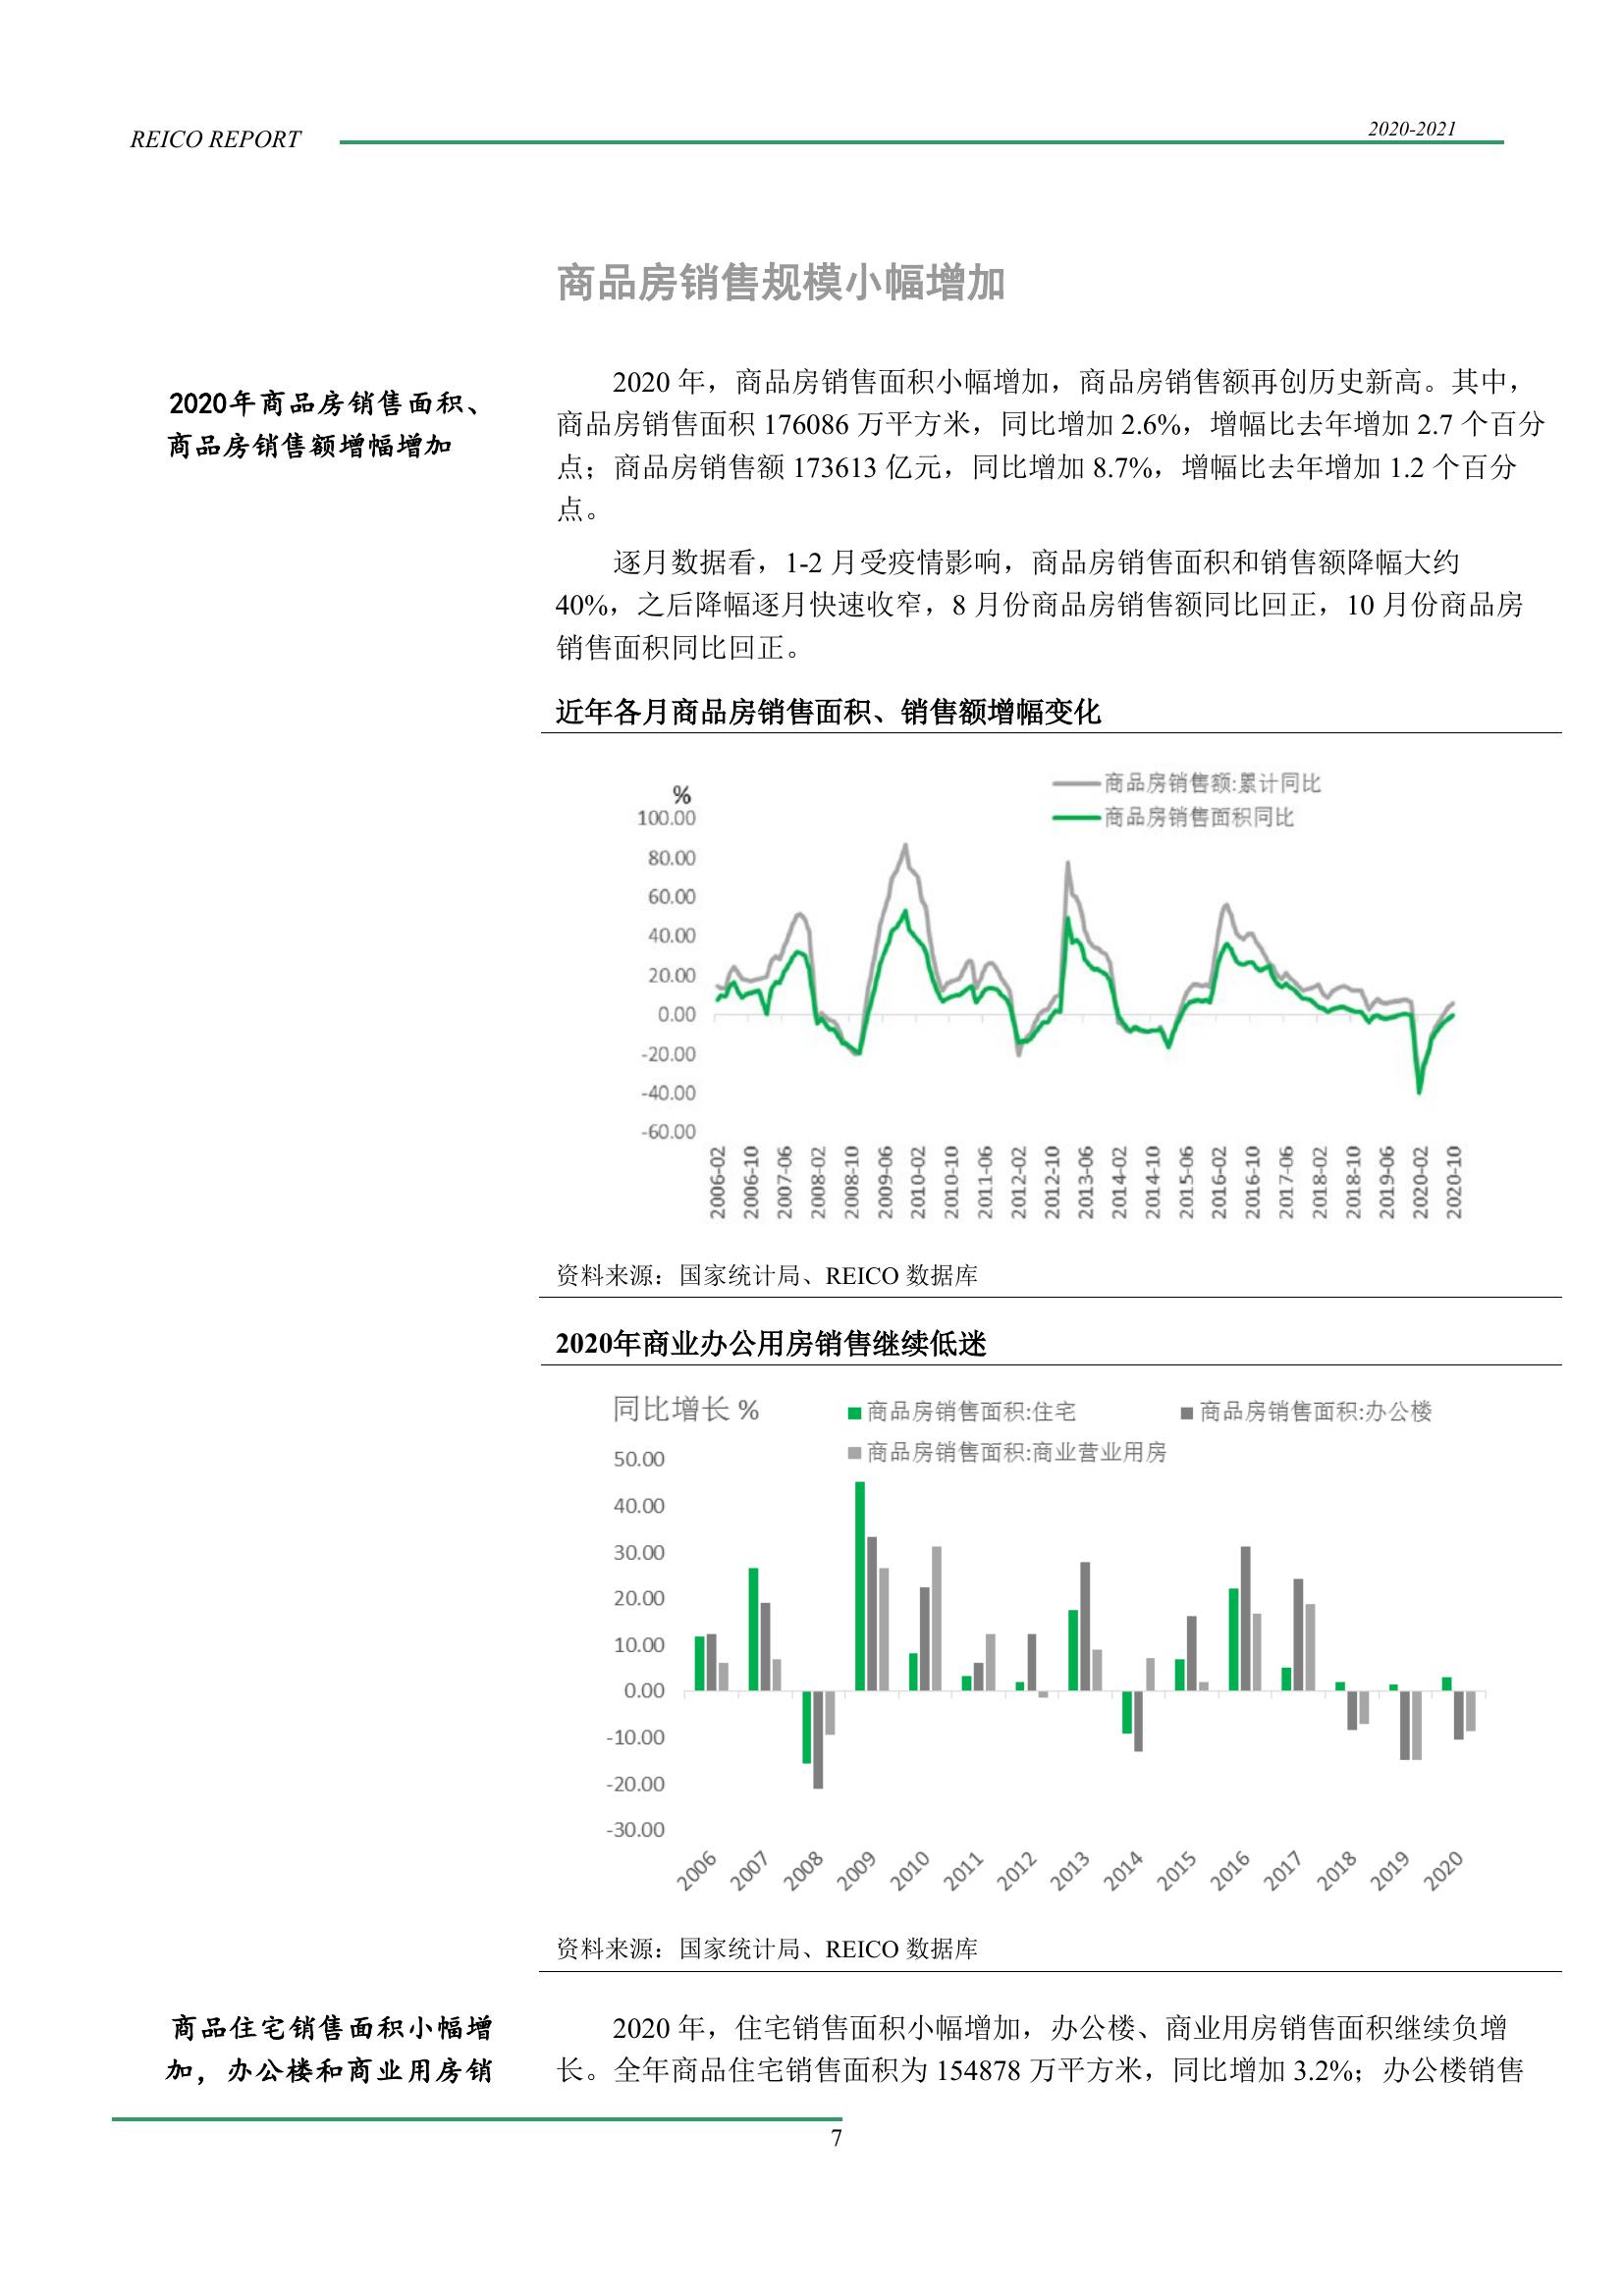 REICO REPORT
2020-2021
商品房销售规模小幅增加
2020年商品房销售面积、
商品房销售额增幅增加
2020 年，商品房销售面积小幅增加，商品房销售额再创历史新高。其中，
商品房销售面积 176086 万平方米，同比增加 2.6%，增幅比去年增加 2.7 个百分
点；商品房销售额 173613 亿元，同比增加 8.7%，增幅比去年增加 1.2 个百分
点。
逐月数据看，1-2 月受疫情影响，商品房销售面积和销售额降幅大约
40%，之后降幅逐月快速收窄，8 月份商品房销售额同比回正，10 月份商品房
销售面积同比回正。
近年各月商品房销售面积、销售额增幅变化
%
商品房销售额:累计同比
商品房销售面积同比
100.00
80.00
60.00
40.00
20.00
0.00
-20.00
-40.00
-60.00
2006-02
2006-10
2007-06
2008-02
2008-10
2009-06
2010-02
2010-10
2011-06
2012-02
2012-10
2013-06
2014-02
2014-10
2015-06
2016-02
2016-10
2017-06
2018-02
2018-10
2019-06
2020-02
2020-10
资料来源：国家统计局、REICO 数据库
2020年商业办公用房销售继续低迷
同比增长 %
商品房销售面积:住宅
商品房销售面积:办公楼
商品房销售面积:商业营业用房
50.00
40.00
30.00
20.00
10.00
0.00
-10.00
-20.00
-30.00
2006
2007
2008
2009
2010
2011
2012
2013
2014
2015
2016
2017
2018
2019
2020
资料来源：国家统计局、REICO 数据库
商品住宅销售面积小幅增
加，办公楼和商业用房销
2020 年，住宅销售面积小幅增加，办公楼、商业用房销售面积继续负增
长。全年商品住宅销售面积为 154878 万平方米，同比增加 3.2%；办公楼销售
7